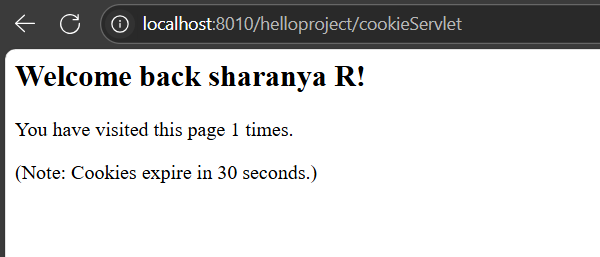 localhost:8010/helloproject/cookieServlet
Welcome back sharanya R!
You have visited this page 1 times.
(Note: Cookies expire in 30 seconds.)